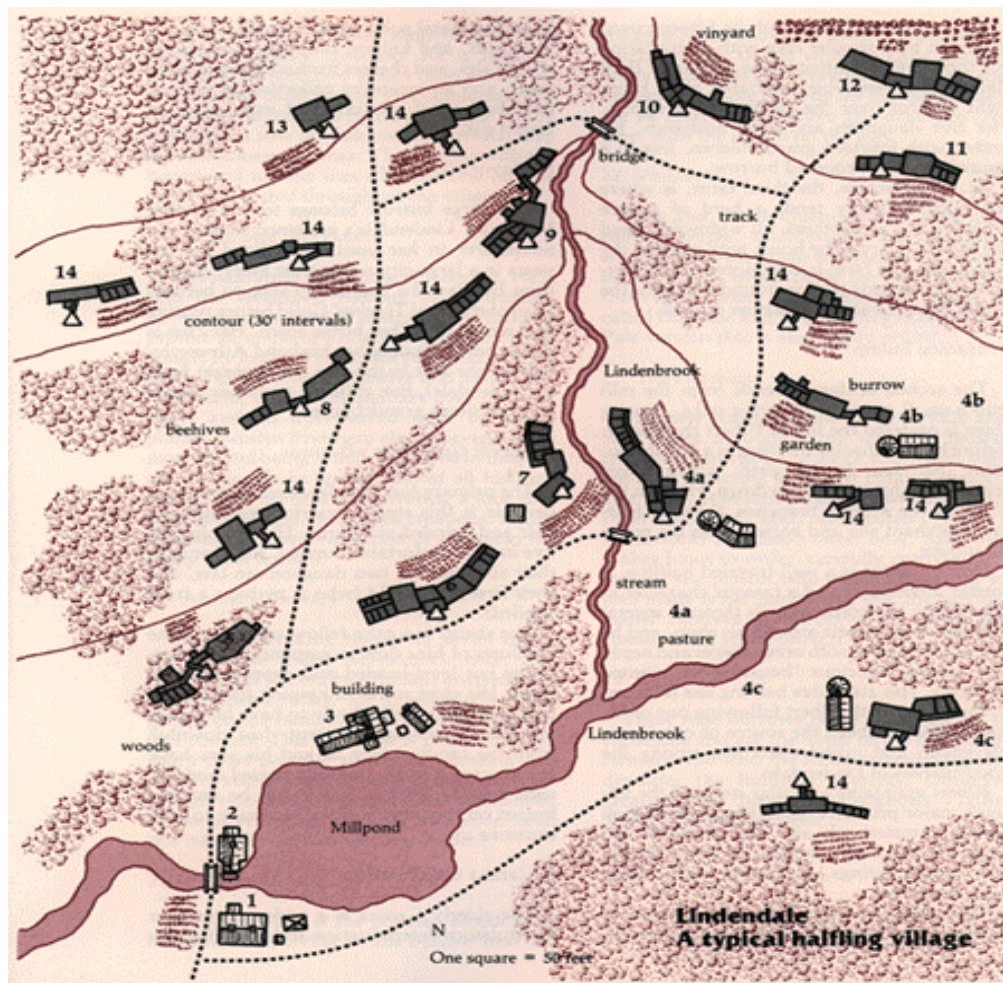 vinyard
12
14
10
13
bridge
11
track
9
14
14
14
14
contour (30' intervals)
Lindenbrook
burrow
4b
8
4b
beehives
garden
7
4a
14
14
14
stream
4a
pasture
building
4c
3
woods
Lindenbrook
4c
14
2
Millpond
1
Lindendale
N
A typical halfling village
One square = 50 feet